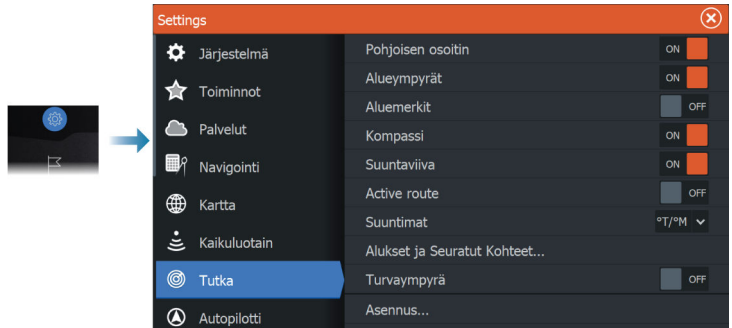 Settings
Järjestelmä
Toiminnot
Palvelut
Navigointi
Kartta
Kaikuluotain
Tutka
Autopilotti
Pohjoisen osoitin ON
Alueympyrät ON
Aluemerkit OFF
Kompassi ON
Suuntaviiva ON
Active route OFF
Suuntimat °T/°M
Alukset ja Seuratut Kohteet...
Turvaympyrä OFF
Asennus...